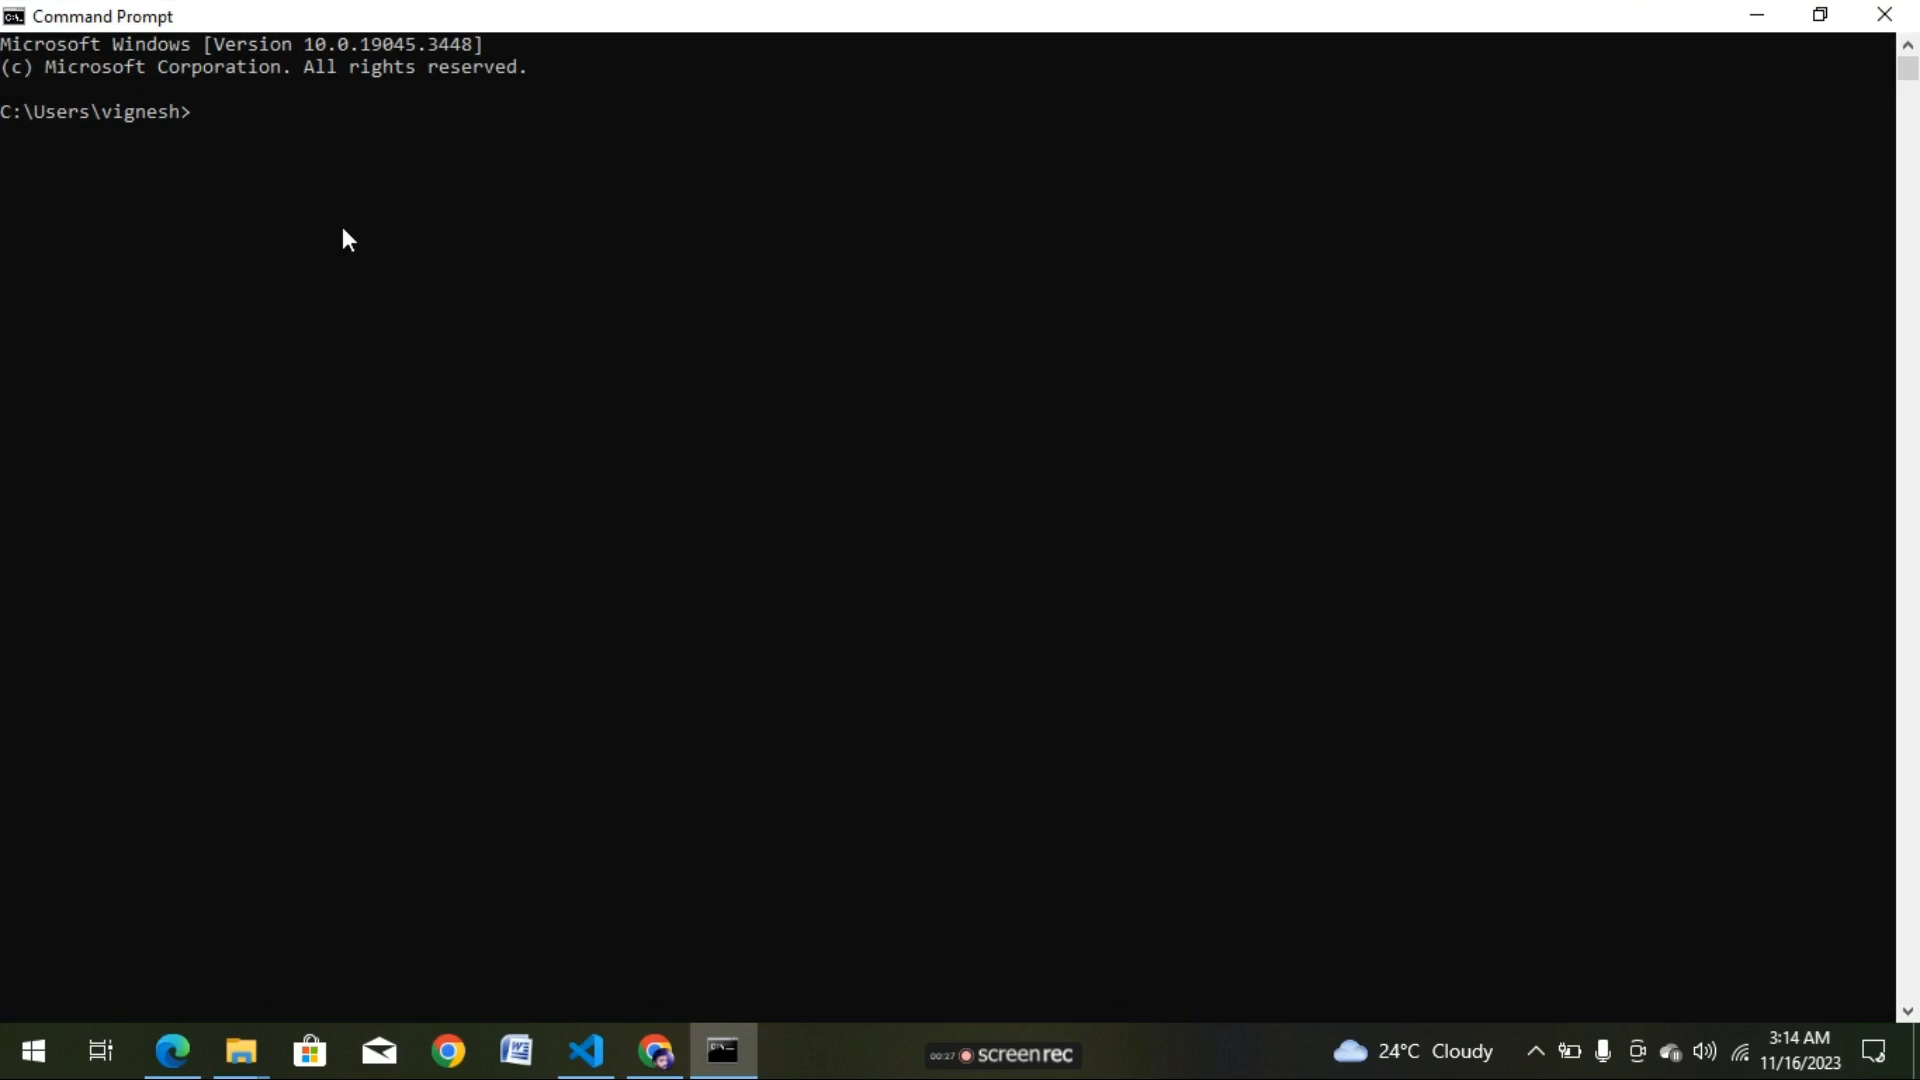 Command Prompt
Microsoft Windows [Version 10.0.19045.3448]
(c) Microsoft Corporation. All rights reserved.
C:\Users\vignesh>
00:27 screenrec
24°C Cloudy
3:14 AM
11/16/2023